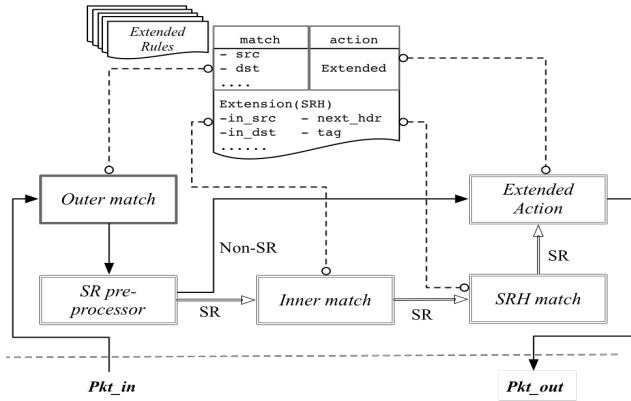 Extended
Rules
match action
- src
- dst
....
Extended
Extension(SRH)
-in_src - next_hdr
-in_dst - tag
......
Outer match
Extended
Action
Non-SR
SR
SR pre-
processor
SR
Inner match
SR
SRH match
Pkt_in
Pkt_out